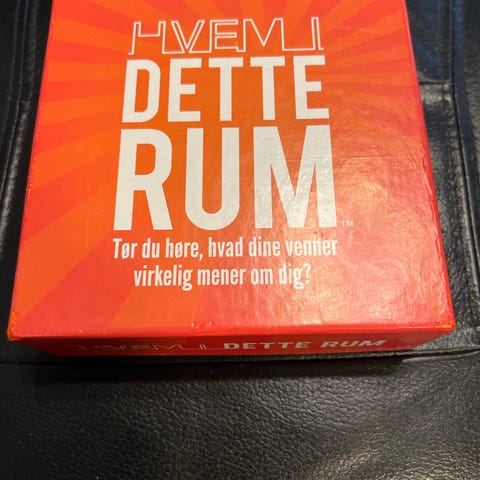 HVEM I
DETTE
RUM™
Tør du høre, hvad dine venner
virkelig mener om dig?
HVEM I DETTE RUM